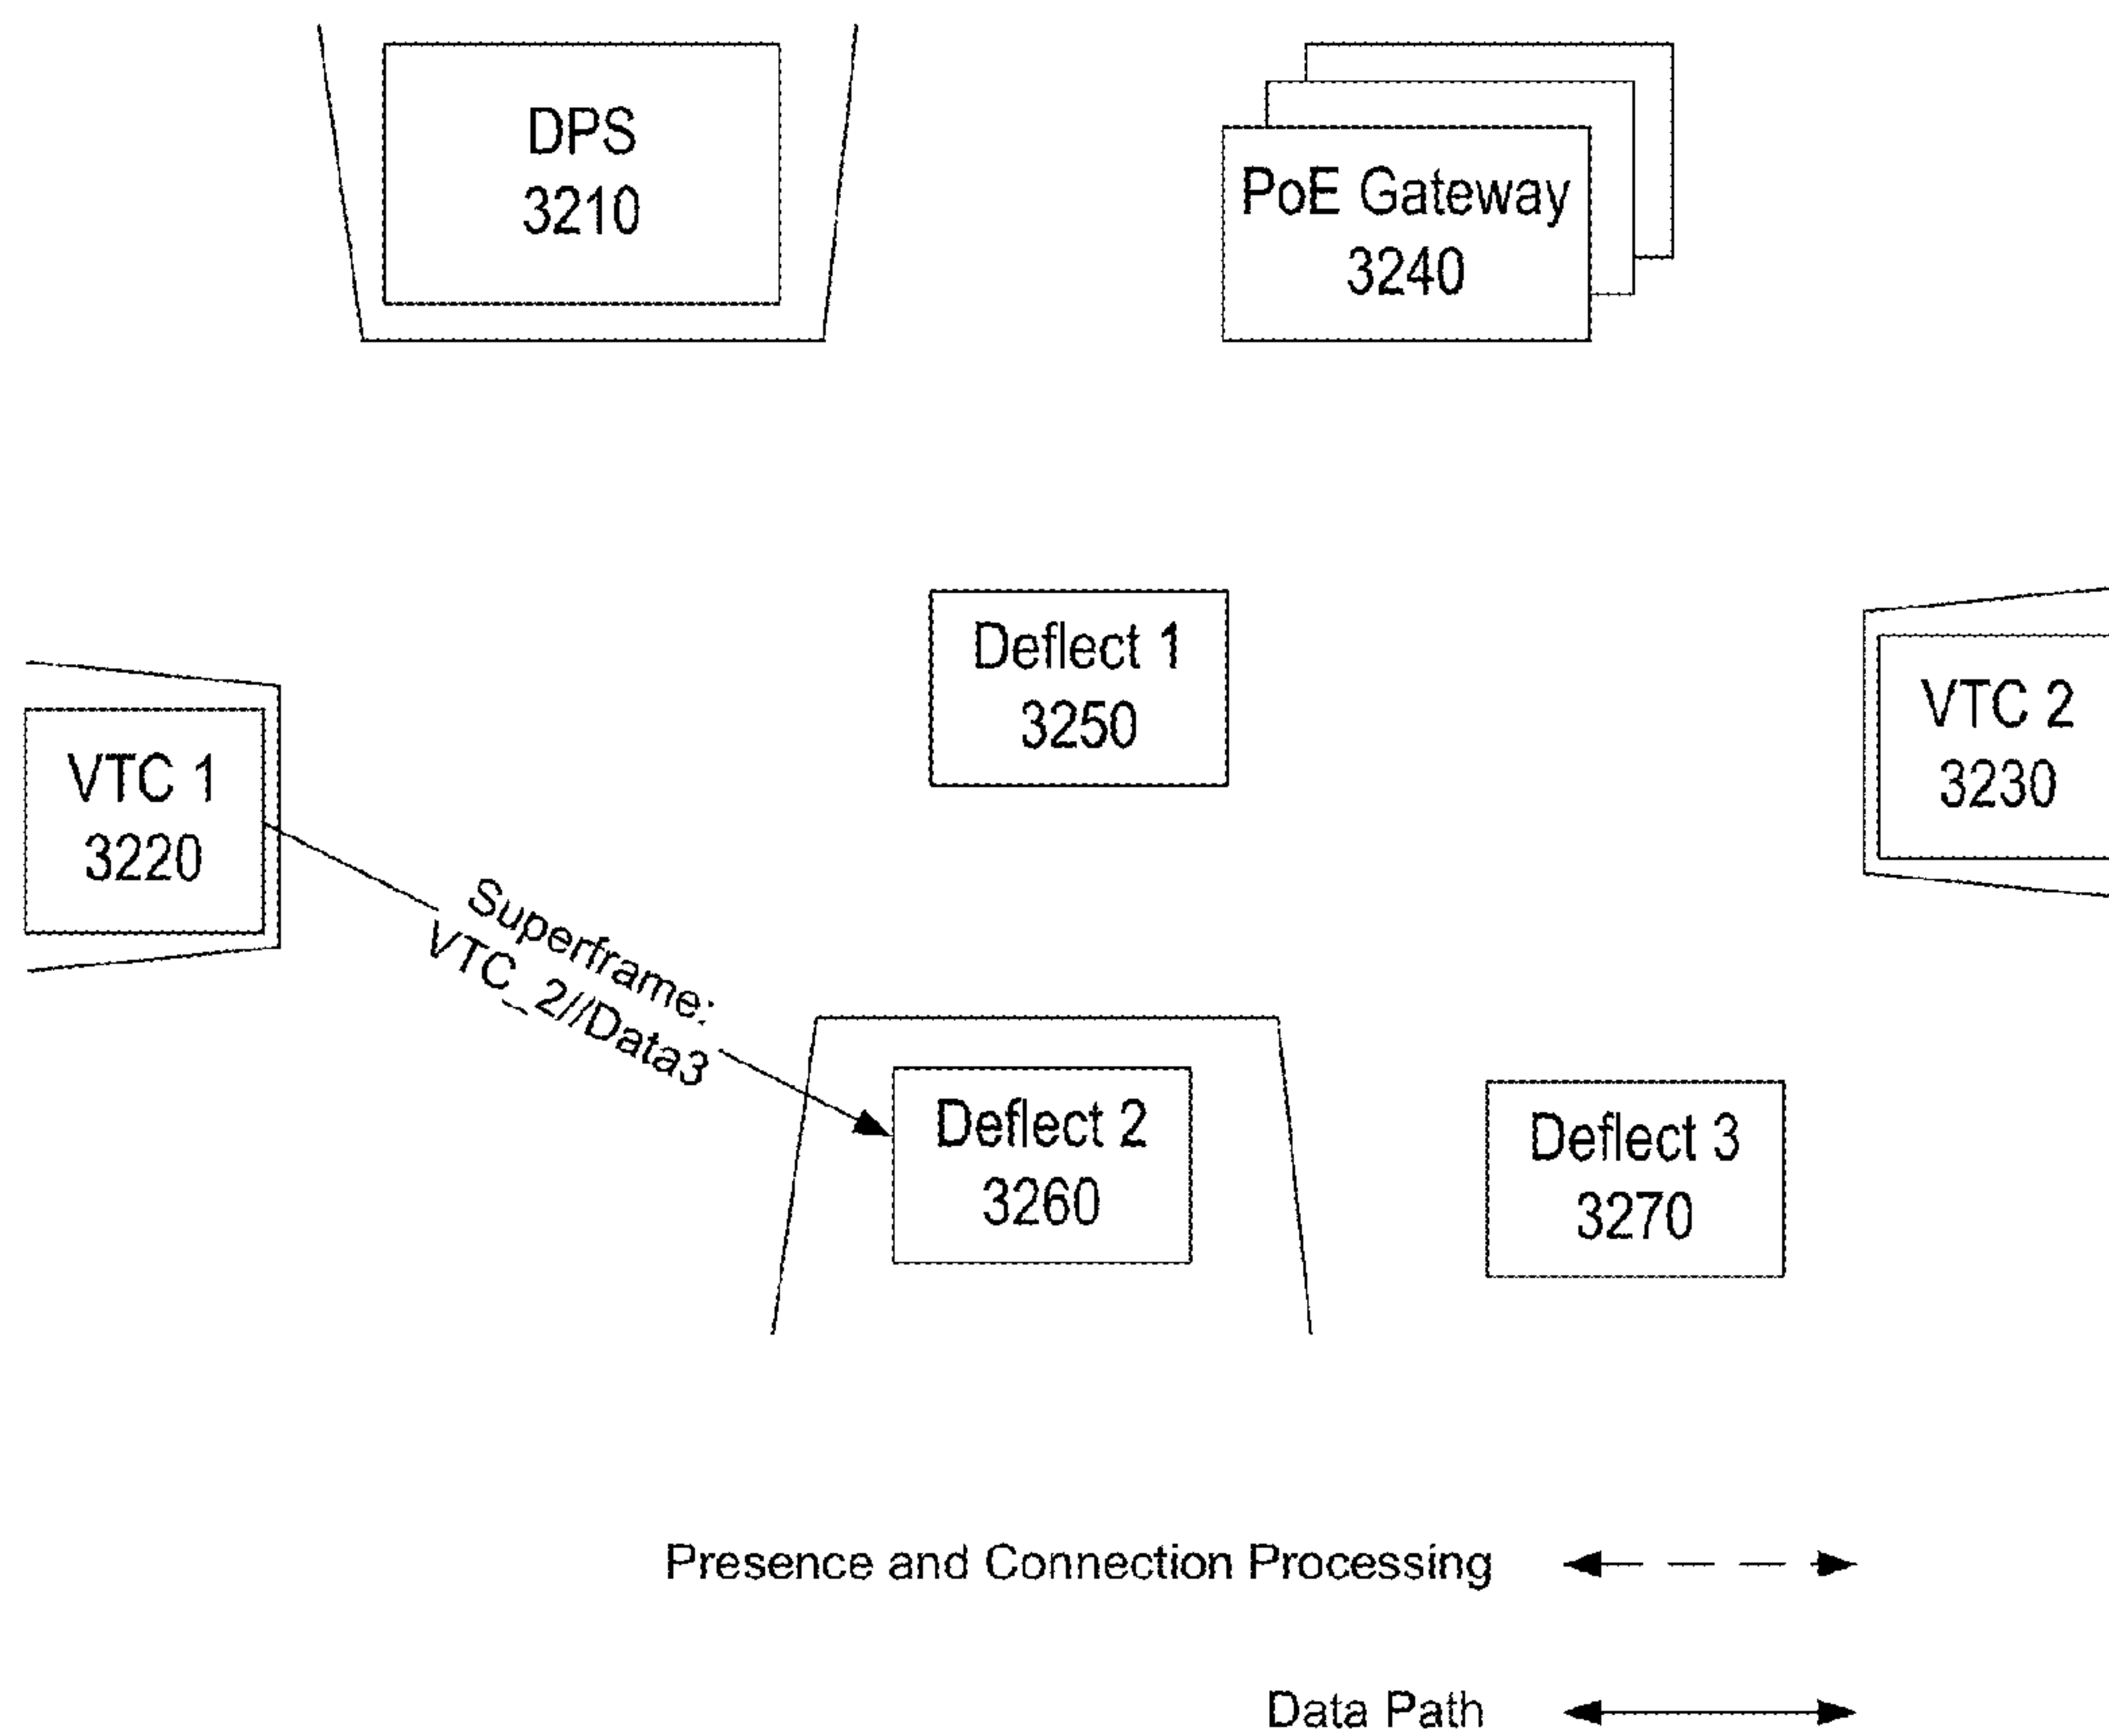 DPS
3210
PoE Gateway
3240
Deflect 1
3250
VTC 2
3230
VTC 1
3220
Superframe:
VTC_2//Data3
Deflect 2
3260
Deflect 3
3270
Presence and Connection Processing
Data Path